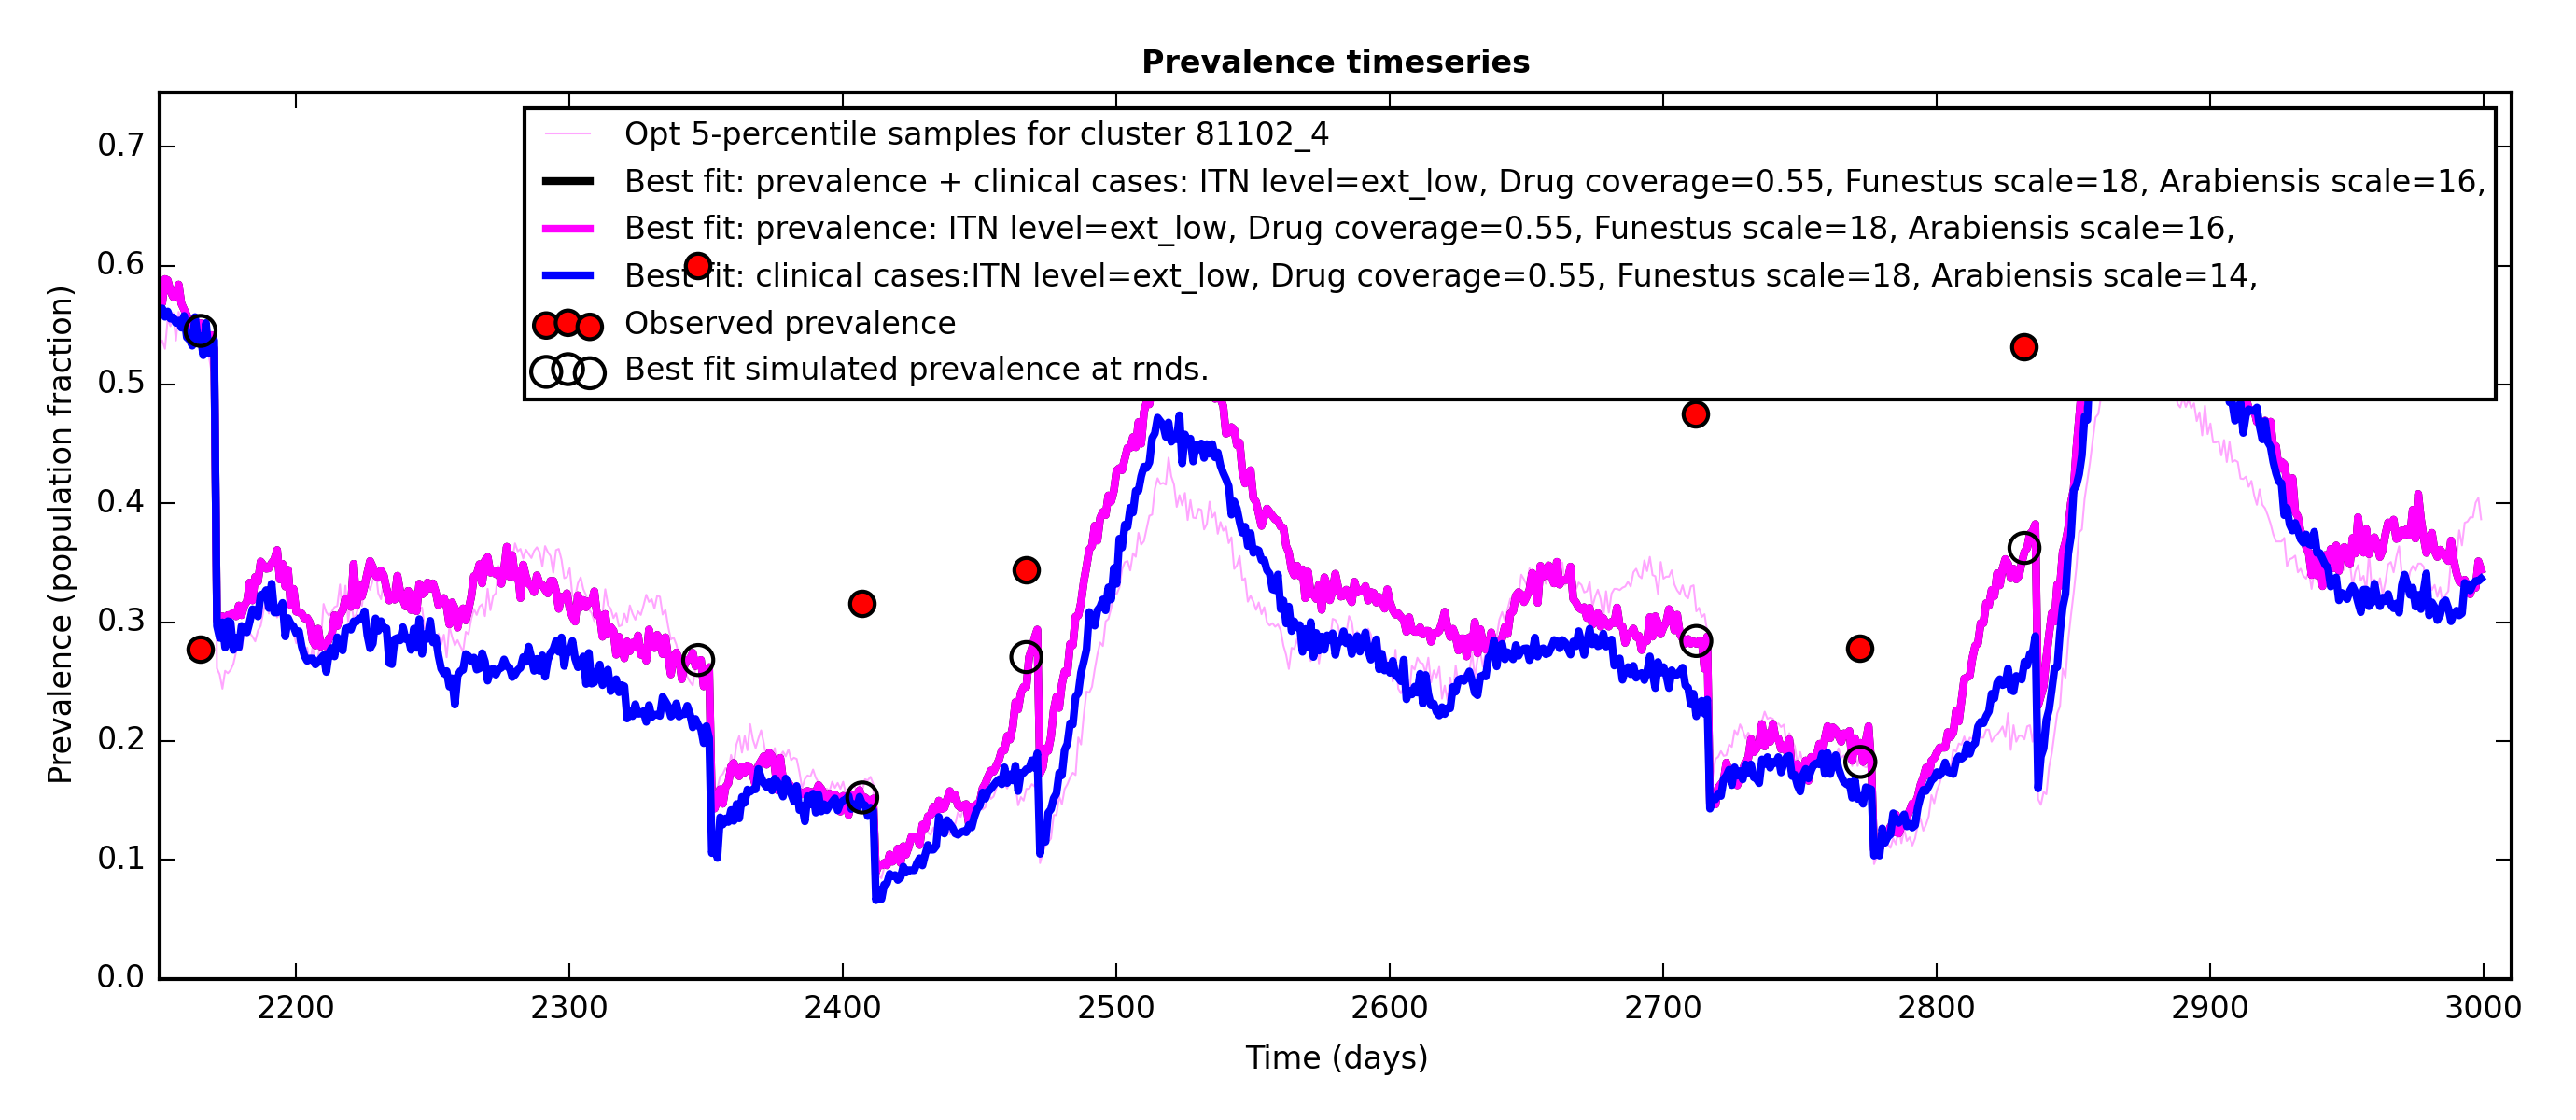 Prevalence timeseries
Opt 5-percentile samples for cluster 81102_4
Best fit: prevalence + clinical cases: ITN level=ext_low, Drug coverage=0.55, Funestus scale=18, Arabiensis scale=16,
Best fit: prevalence: ITN level=ext_low, Drug coverage=0.55, Funestus scale=18, Arabiensis scale=16,
Best fit: clinical cases:ITN level=ext_low, Drug coverage=0.55, Funestus scale=18, Arabiensis scale=14,
Observed prevalence
Best fit simulated prevalence at rnds.
Prevalence (population fraction)
0.7
0.6
0.5
0.4
0.3
0.2
0.1
0.0
2200 2300 2400 2500 2600 2700 2800 2900 3000
Time (days)